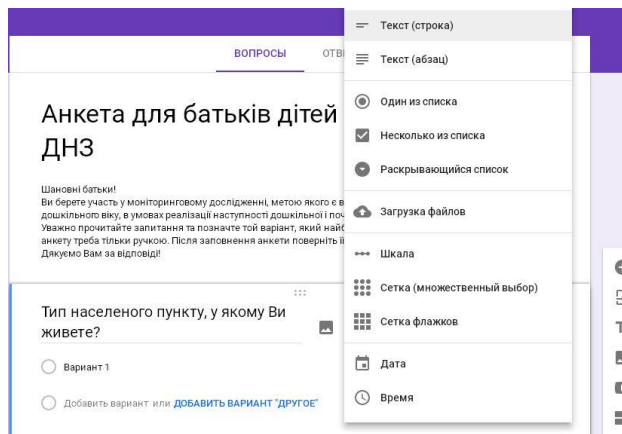 ВОПРОСЫ
Анкета для батьків дітей
ДНЗ
Шановні батьки!
Ви берете участь у моніторинговому дослідженні, метою якого є в
дошкільного віку, в умовах реалізації наступності дошкільної і поч
Уважно прочитайте запитання та позначте той варіант, який найб
анкету треба тільки ручкою. Після заповнення анкети поверніть її
Дякуємо Вам за відповіді!
Тип населеного пункту, у якому Ви
живете?
Вариант 1
Добавить вариант или ДОБАВИТЬ ВАРИАНТ "ДРУГОЕ"
Текст (строка)
Текст (абзац)
Один из списка
Несколько из списка
Раскрывающийся список
Загрузка файлов
Шкала
Сетка (множественный выбор)
Сетка флажков
Дата
Время